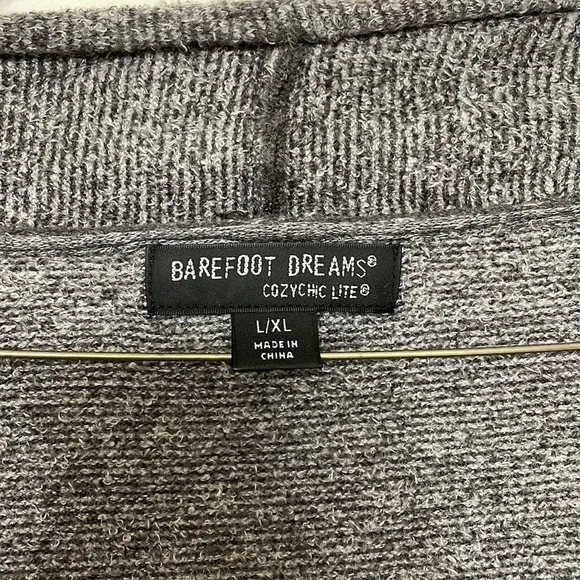 BAREFOOT DREAMS®
COZYCHIC LITE®
L/XL
MADE IN
CHINA